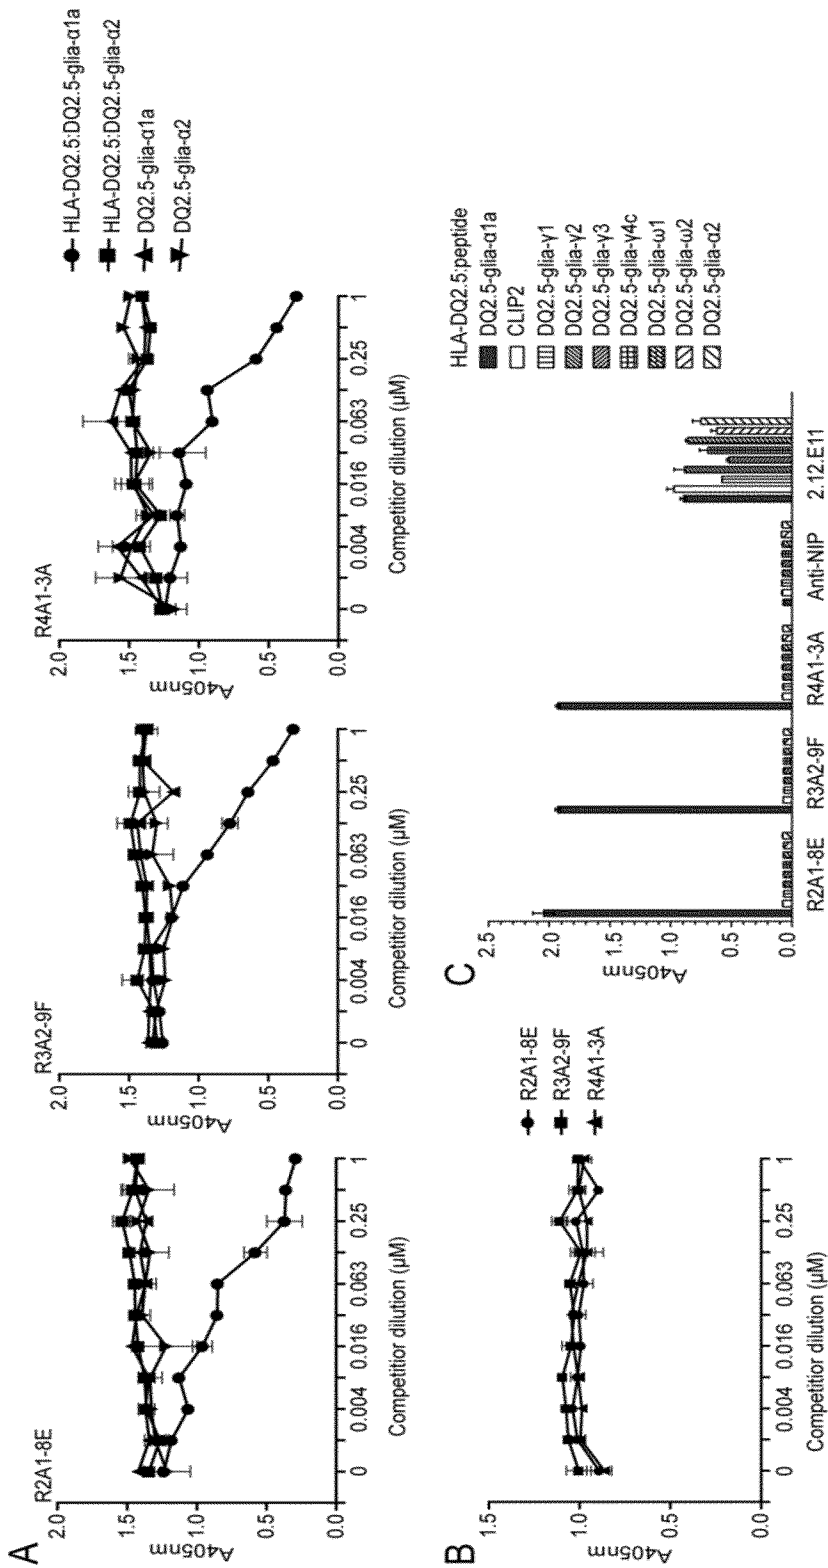 A
R2A1-8E
2.0
1.5
1.0
0.5
0.0
A405nm
0 0.004 0.016 0.063 0.25 1
Competitior dilution (µM)
R3A2-9F
2.0
1.5
1.0
0.5
0.0
A405nm
0 0.004 0.016 0.063 0.25 1
Competitior dilution (µM)
R4A1-3A
2.0
1.5
1.0
0.5
0.0
A405nm
0 0.004 0.016 0.063 0.25 1
Competitior dilution (µM)
HLA-DQ2.5:DQ2.5-glia-α1a
HLA-DQ2.5:DQ2.5-glia-α2
DQ2.5-glia-α1a
DQ2.5-glia-α2
B
1.5
1.0
0.5
0.0
A405nm
0 0.004 0.016 0.063 0.25 1
Competitior dilution (µM)
R2A1-8E
R3A2-9F
R4A1-3A
C
2.5
2.0
1.5
1.0
0.5
0.0
A405nm
R2A1-8E R3A2-9F R4A1-3A Anti-NIP 2.12.E11
HLA-DQ2.5:peptide
DQ2.5-glia-α1a
CLIP2
DQ2.5-glia-γ1
DQ2.5-glia-γ2
DQ2.5-glia-γ3
DQ2.5-glia-γ4c
DQ2.5-glia-ω1
DQ2.5-glia-ω2
DQ2.5-glia-α2